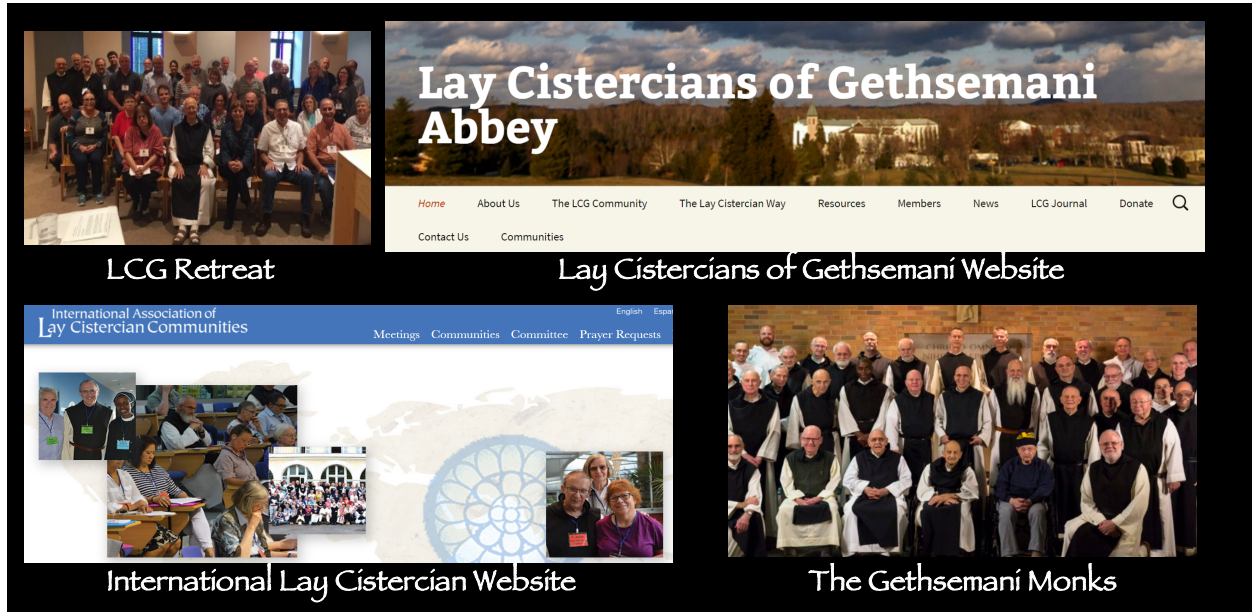 Lay Cistercians of Gethsemani
Abbey
Home About Us The LCG Community The Lay Cistercian Way Resources Members News LCG Journal Donate
Contact Us Communities
LCG Retreat
Lay Cistercians of Gethsemani Website
International Association of
Lay Cistercian Communities
English Espa
Meetings Communities Committee Prayer Requests
International Lay Cistercian Website
The Gethsemani Monks